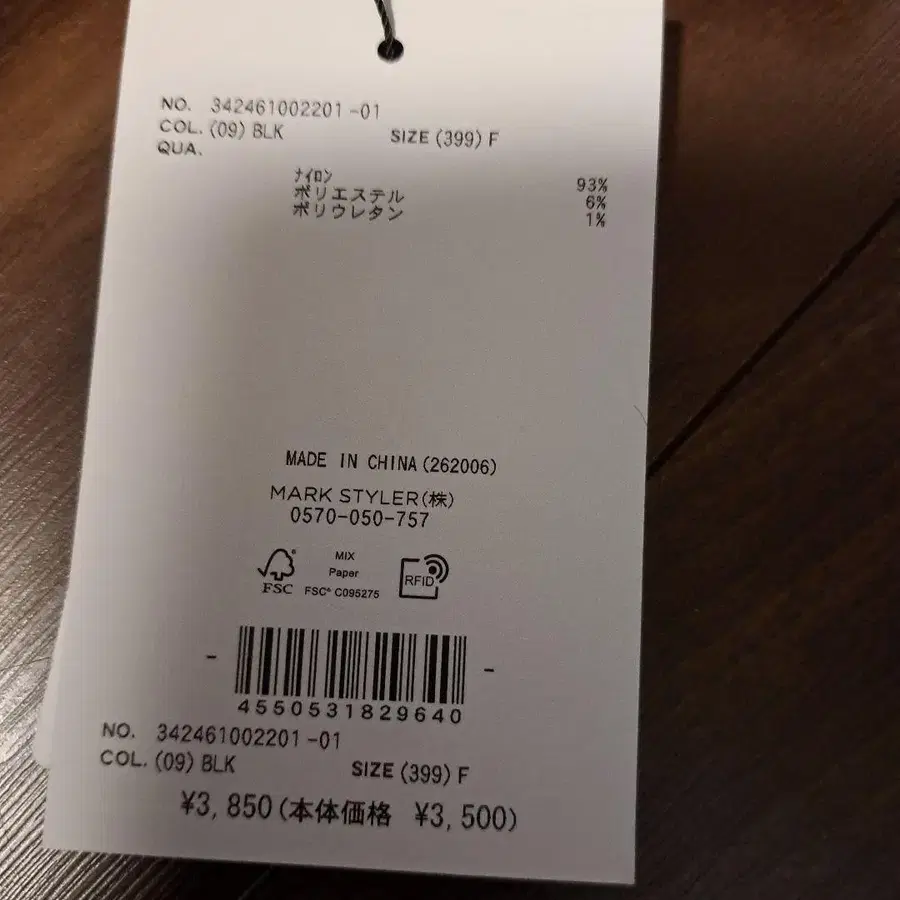 NO. 342461002201-01
COL. (09) BLK SIZE (399) F
QUA.
ﾅｲﾛﾝ 93%
ポリエステル 6%
ポリウレタン 1%
MADE IN CHINA (262006)
MARK STYLER(株)
0570-050-757
FSC
MIX
Paper
FSC® C095275
RFID
4550531829640
NO. 342461002201-01
COL. (09) BLK SIZE (399) F
¥3,850(本体価格 ¥3,500)